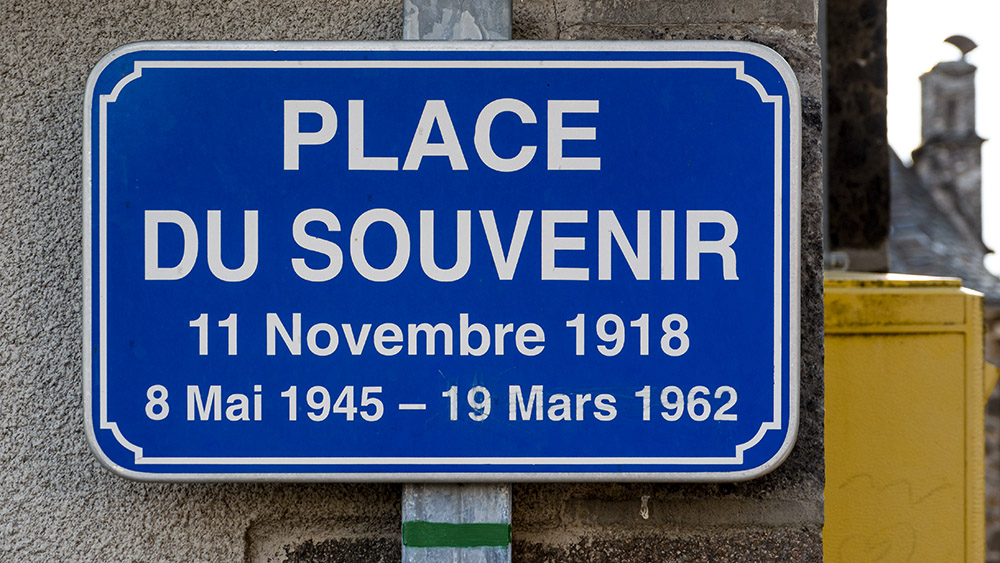 PLACE
DU SOUVENIR
11 Novembre 1918
8 Mai 1945 – 19 Mars 1962